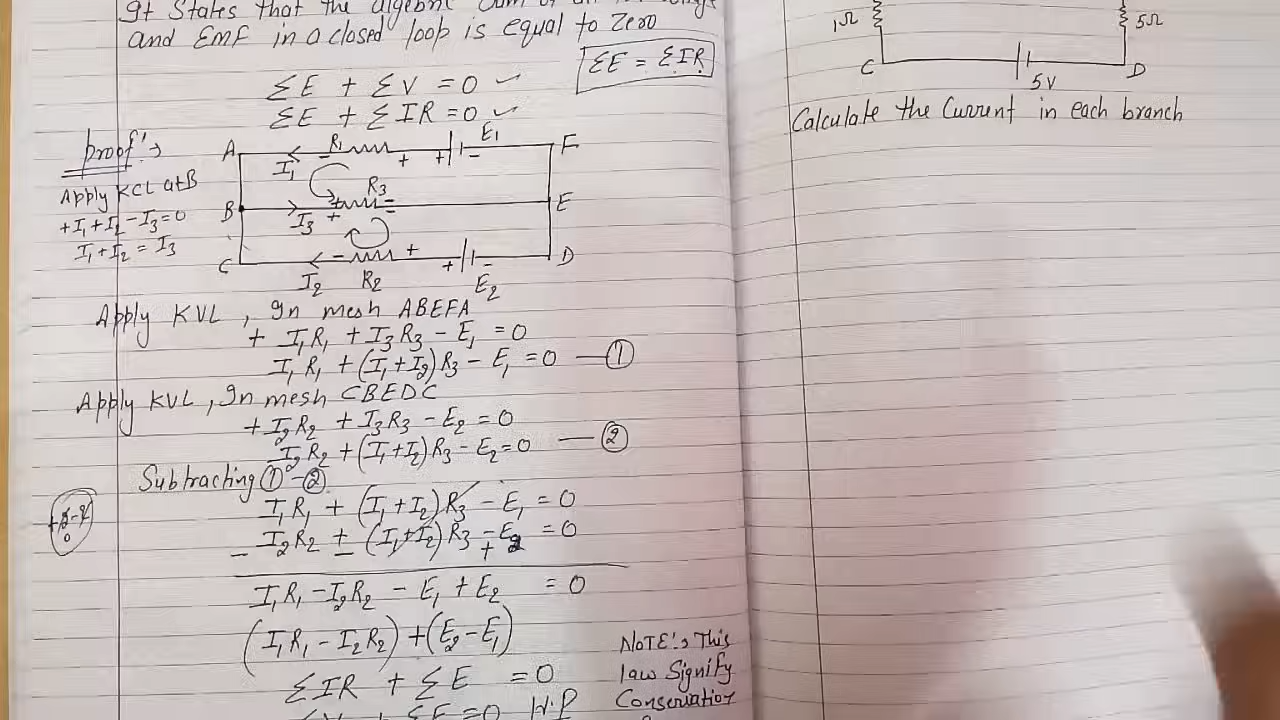 It States that the algebric Sum of
and EMF in a closed loop is equal to Zero
ΣE = ΣIR
ΣE + ΣV = 0
ΣE + ΣIR = 0
Proof:→
Apply KCL at B
+I₁+I₂-I₃=0
I₁+I₂ = I₃
A I₁ R₁ + + - E₁ F
B I₃ + R₃ - E
C I₂ - R₂ + + - E₂ D
Apply KVL, In mesh ABEFA
+ I₁R₁ + I₃R₃ - E₁ = 0
I₁R₁ + (I₁+I₂)R₃ - E₁ = 0 —①
Apply KVL, In mesh CBEDC
+ I₂R₂ + I₃R₃ - E₂ = 0
I₂R₂ + (I₁+I₂)R₃ - E₂=0 —②
Subtracting ①-②
I₁R₁ + (I₁+I₂)R₃ - E₁ = 0
- I₂R₂ ± (I₁+I₂)R₃ - E₂ = 0
+
I₁R₁ - I₂R₂ - E₁ + E₂ = 0
(I₁R₁ - I₂R₂) + (E₂-E₁)
ΣIR + ΣE = 0
ΣE = 0 H.P
NOTE:→ This
law Signify
Conservation
1Ω 5Ω
C 5V D
Calculate the Current in each branch